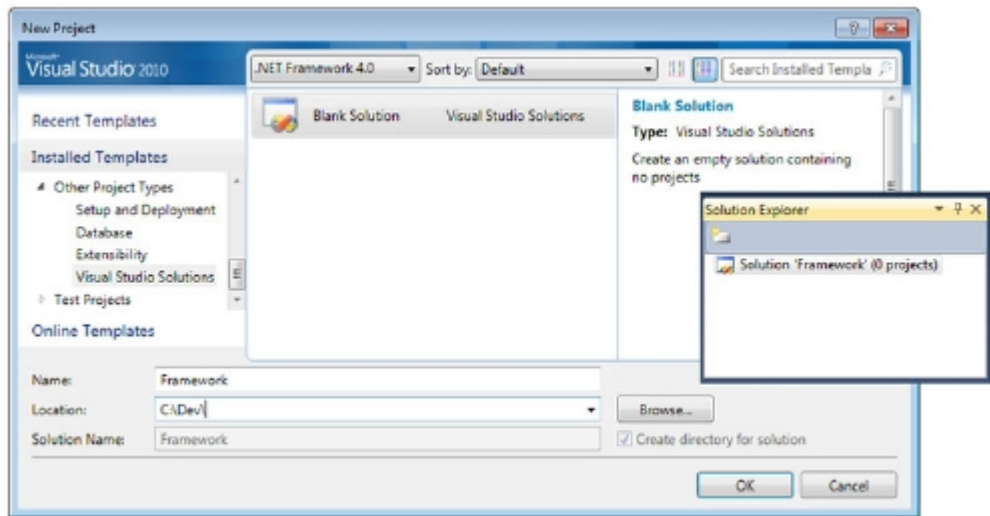 New Project
Microsoft
Visual Studio 2010
.NET Framework 4.0
Sort by: Default
Search Installed Templa
Recent Templates
Installed Templates
Other Project Types
Setup and Deployment
Database
Extensibility
Visual Studio Solutions
Test Projects
Online Templates
Blank Solution Visual Studio Solutions
Blank Solution
Type: Visual Studio Solutions
Create an empty solution containing
no projects
Solution Explorer
Solution 'Framework' (0 projects)
Name: Framework
Location: C:\Dev\
Browse...
Solution Name: Framework
Create directory for solution
OK Cancel